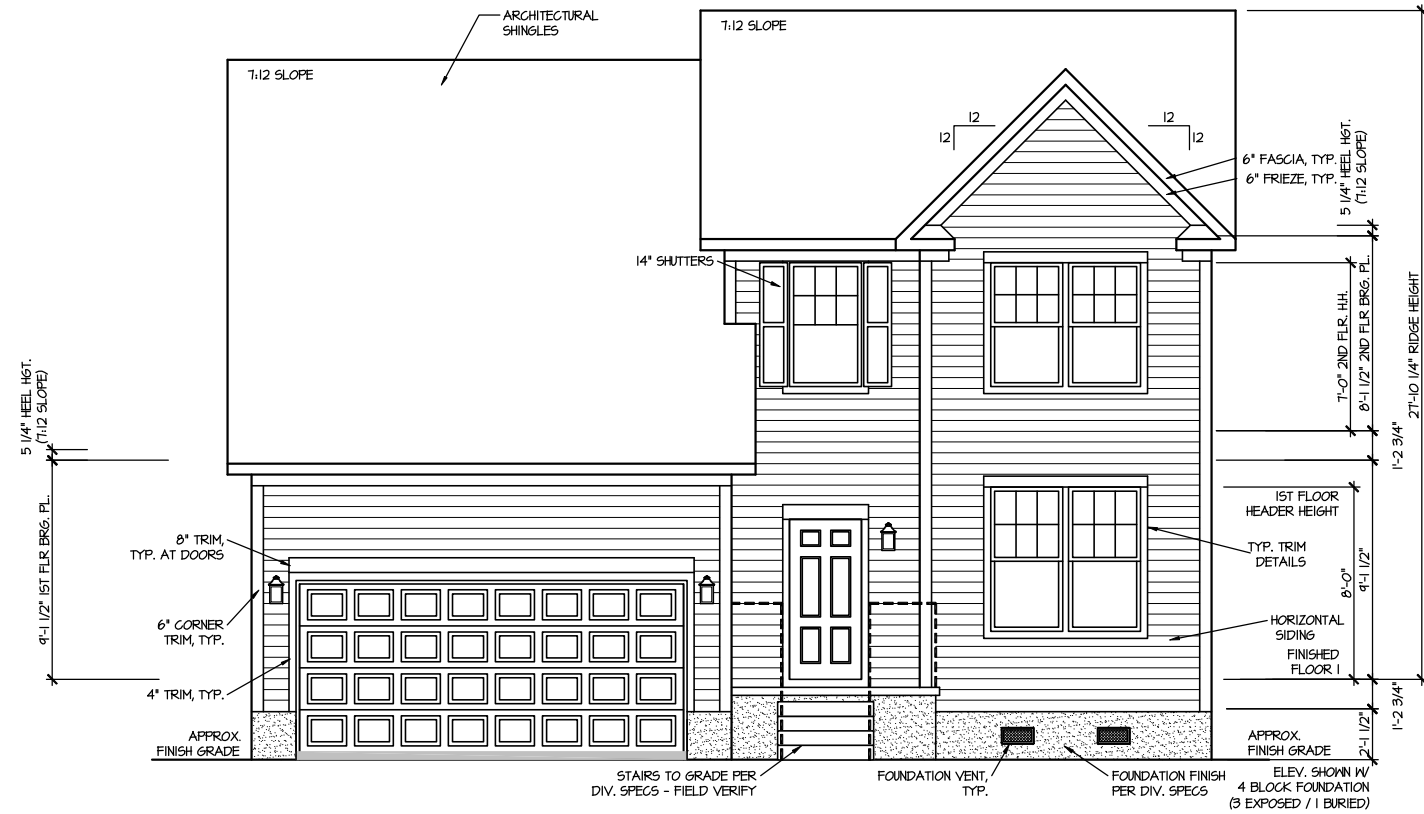 ARCHITECTURAL
SHINGLES
7:12 SLOPE
7:12 SLOPE
12
12
12
12
6" FASCIA, TYP.
6" FRIEZE, TYP.
5 1/4" HEEL HGT.
(7:12 SLOPE)
14" SHUTTERS
7'-0" 2ND FLR. H.H.
8'-1 1/2" 2ND FLR BRG. PL.
27'-10 1/4" RIDGE HEIGHT
5 1/4" HEEL HGT.
(7:12 SLOPE)
1'-2 3/4"
9'-1 1/2" 1ST FLR BRG. PL.
1ST FLOOR
HEADER HEIGHT
8" TRIM,
TYP. AT DOORS
TYP. TRIM
DETAILS
8'-0"
9'-1 1/2"
6" CORNER
TRIM, TYP.
HORIZONTAL
SIDING
FINISHED
FLOOR 1
4" TRIM, TYP.
1'-2 3/4"
2'-1 1/2"
APPROX.
FINISH GRADE
APPROX.
FINISH GRADE
STAIRS TO GRADE PER
DIV. SPECS - FIELD VERIFY
FOUNDATION VENT,
TYP.
FOUNDATION FINISH
PER DIV. SPECS
ELEV. SHOWN W/
4 BLOCK FOUNDATION
(3 EXPOSED / 1 BURIED)